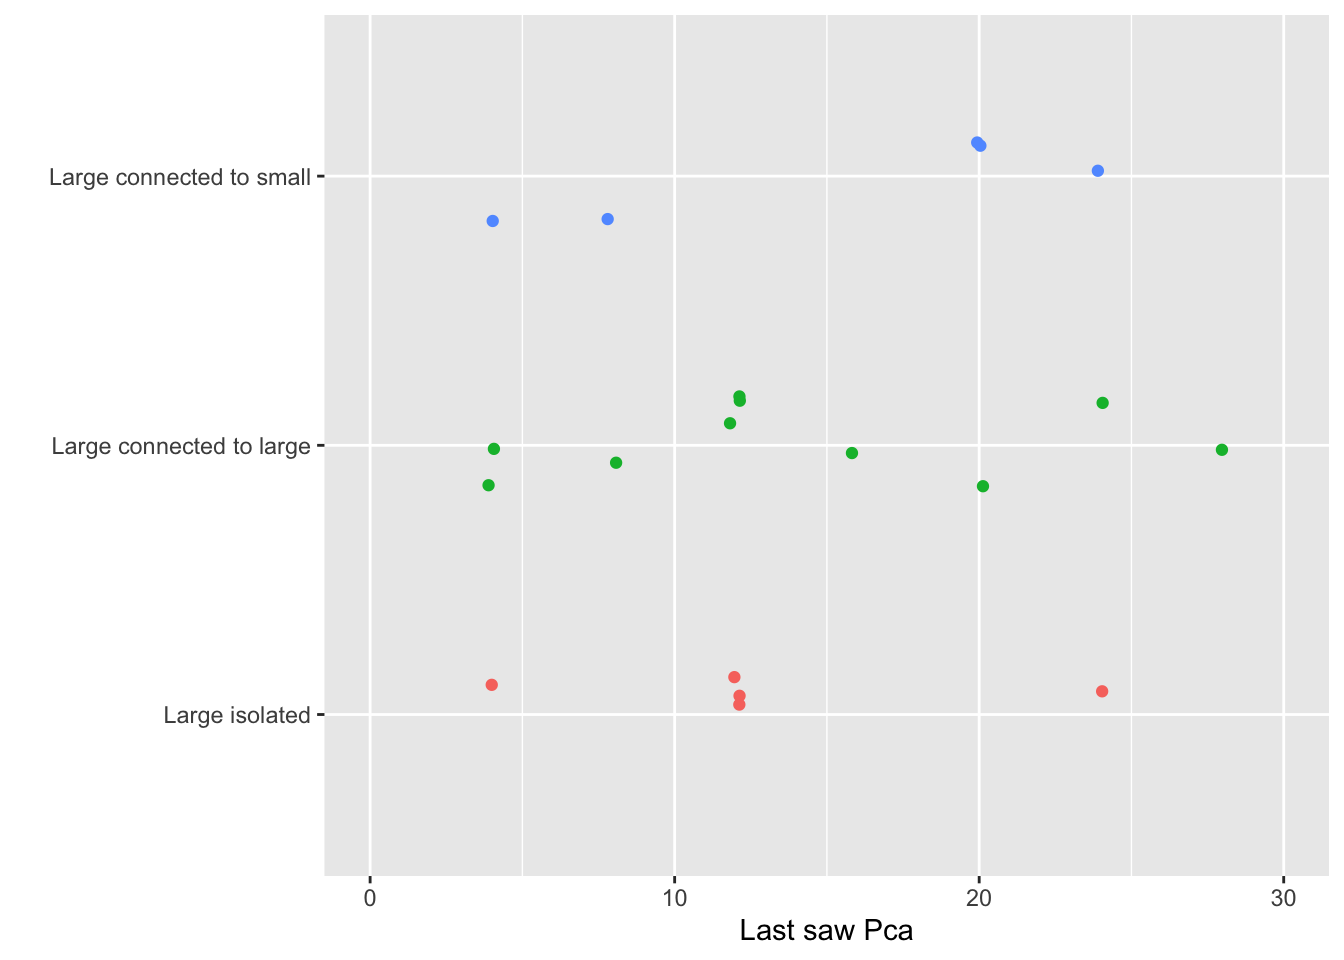 Large connected to small
Large connected to large
Large isolated
0 10 20 30
Last saw Pca